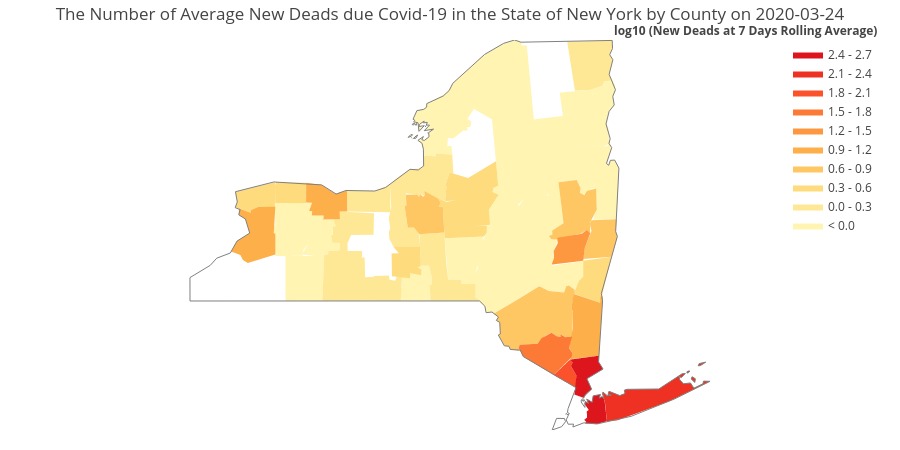 The Number of Average New Deads due Covid-19 in the State of New York by County on 2020-03-24
log10 (New Deads at 7 Days Rolling Average)
2.4 - 2.7
2.1 - 2.4
1.8 - 2.1
1.5 - 1.8
1.2 - 1.5
0.9 - 1.2
0.6 - 0.9
0.3 - 0.6
0.0 - 0.3
< 0.0